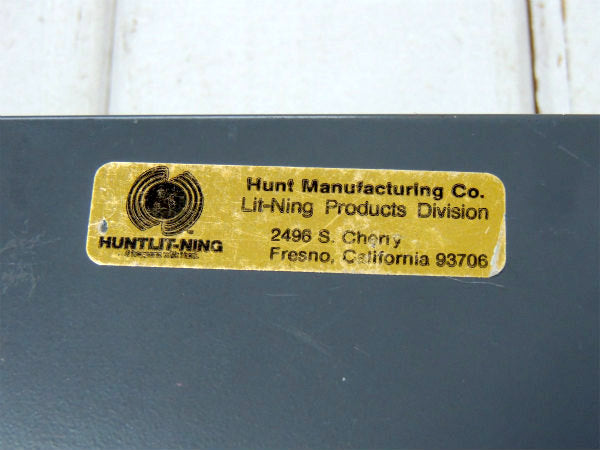 Hunt Manufacturing Co.
Lit-Ning Products Division
2496 S. Cherry
Fresno, California 93706
HUNTLIT-NING